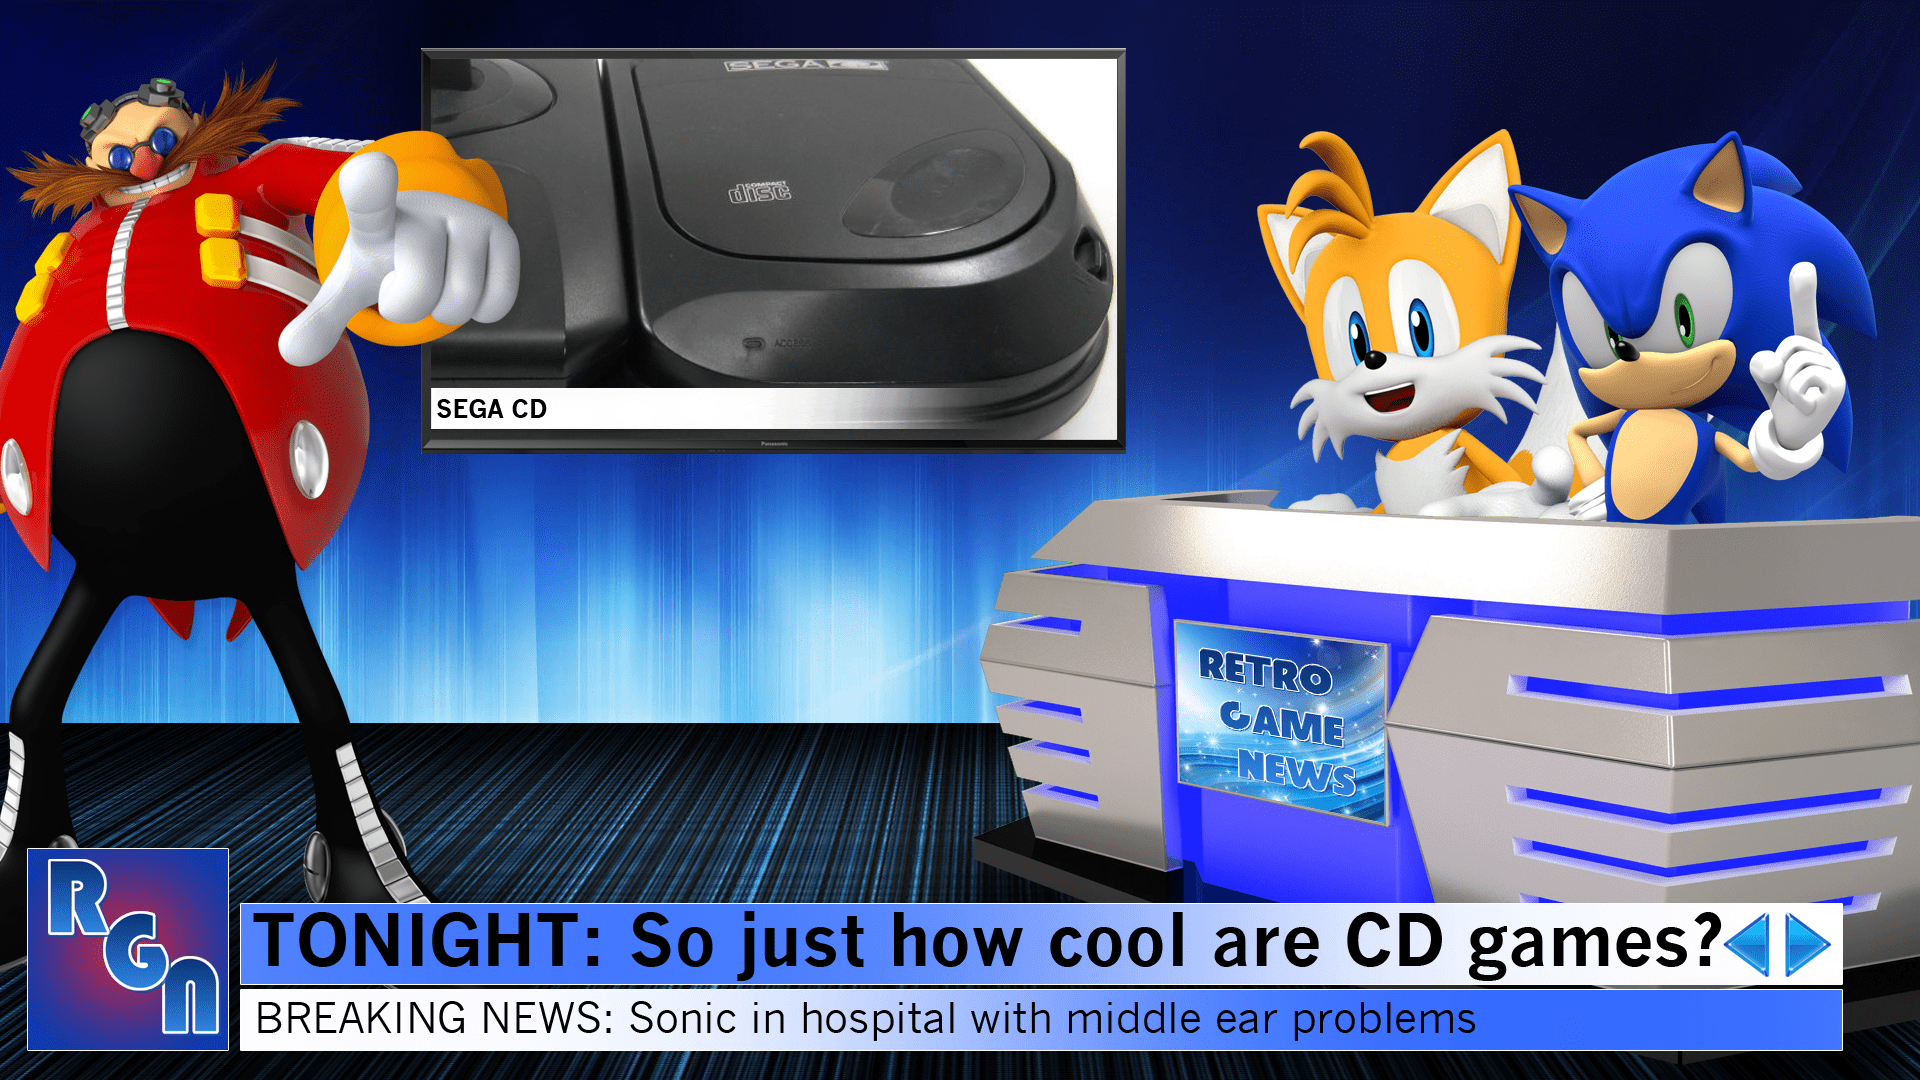 SEGA CD
COMPACT
disc
ACCESS
SEGA CD
Panasonic
RETRO
GAME
NEWS
RGN
TONIGHT: So just how cool are CD games?
BREAKING NEWS: Sonic in hospital with middle ear problems